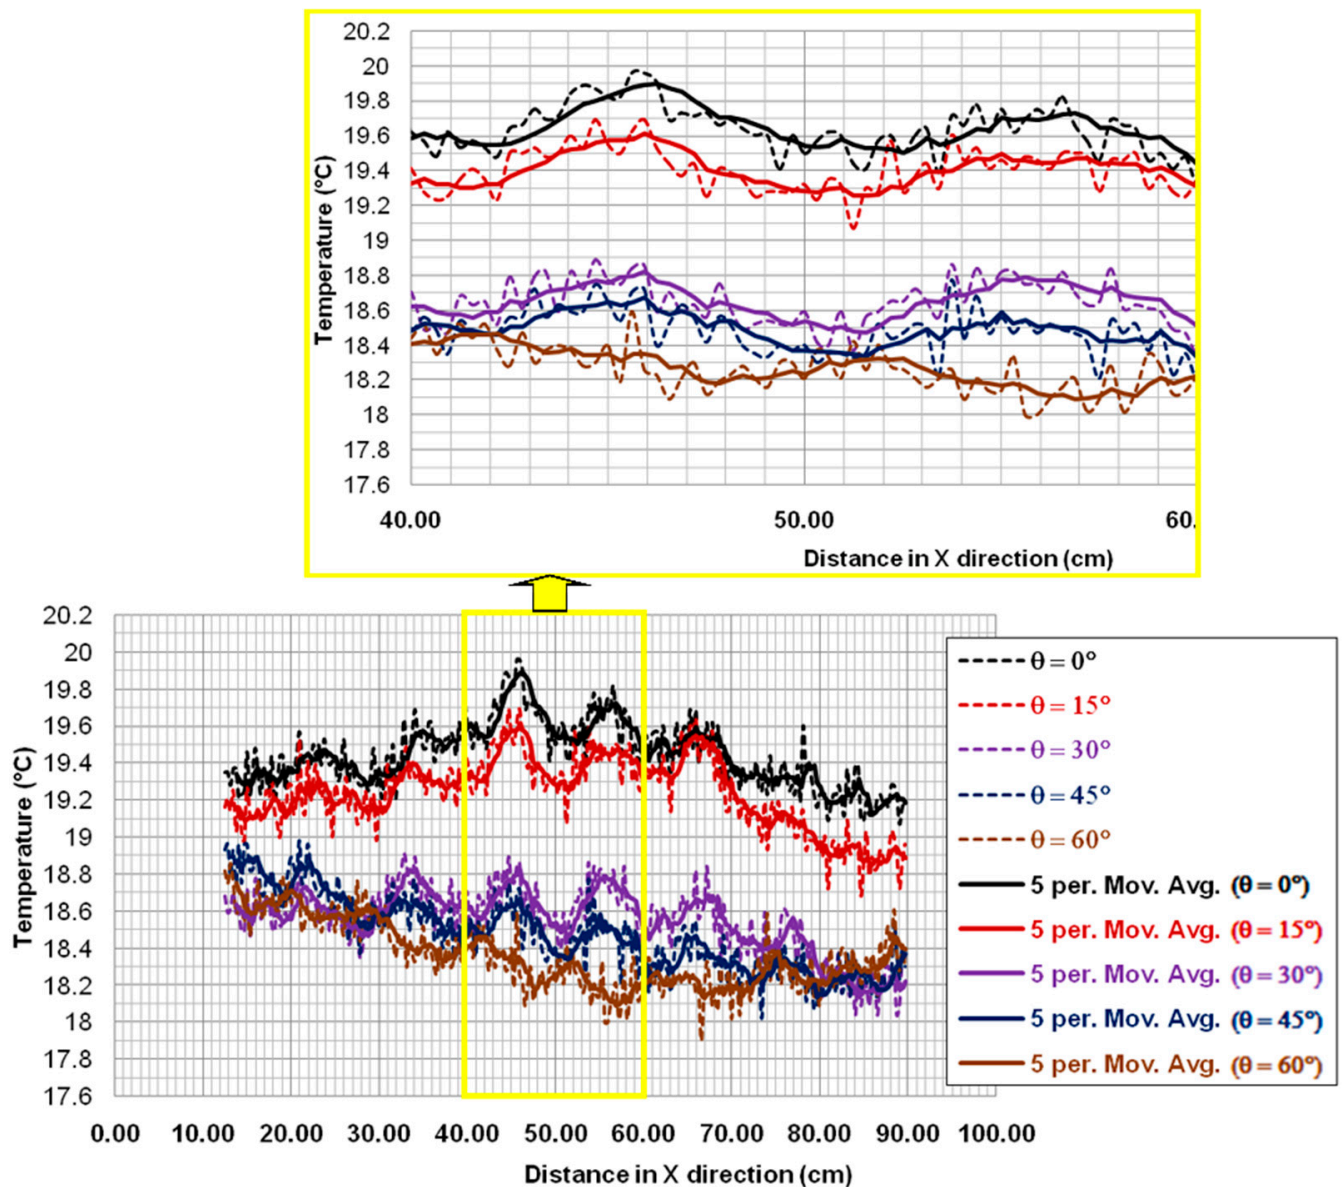 20.2
20
19.8
19.6
19.4
19.2
19
18.8
18.6
18.4
18.2
18
17.8
17.6
Temperature (°C)
40.00 50.00 60.
Distance in X direction (cm)
20.2
20
19.8
19.6
19.4
19.2
19
18.8
18.6
18.4
18.2
18
17.8
17.6
Temperature (°C)
0.00 10.00 20.00 30.00 40.00 50.00 60.00 70.00 80.00 90.00 100.00
Distance in X direction (cm)
θ = 0°
θ = 15°
θ = 30°
θ = 45°
θ = 60°
5 per. Mov. Avg. (θ = 0°)
5 per. Mov. Avg. (θ = 15°)
5 per. Mov. Avg. (θ = 30°)
5 per. Mov. Avg. (θ = 45°)
5 per. Mov. Avg. (θ = 60°)